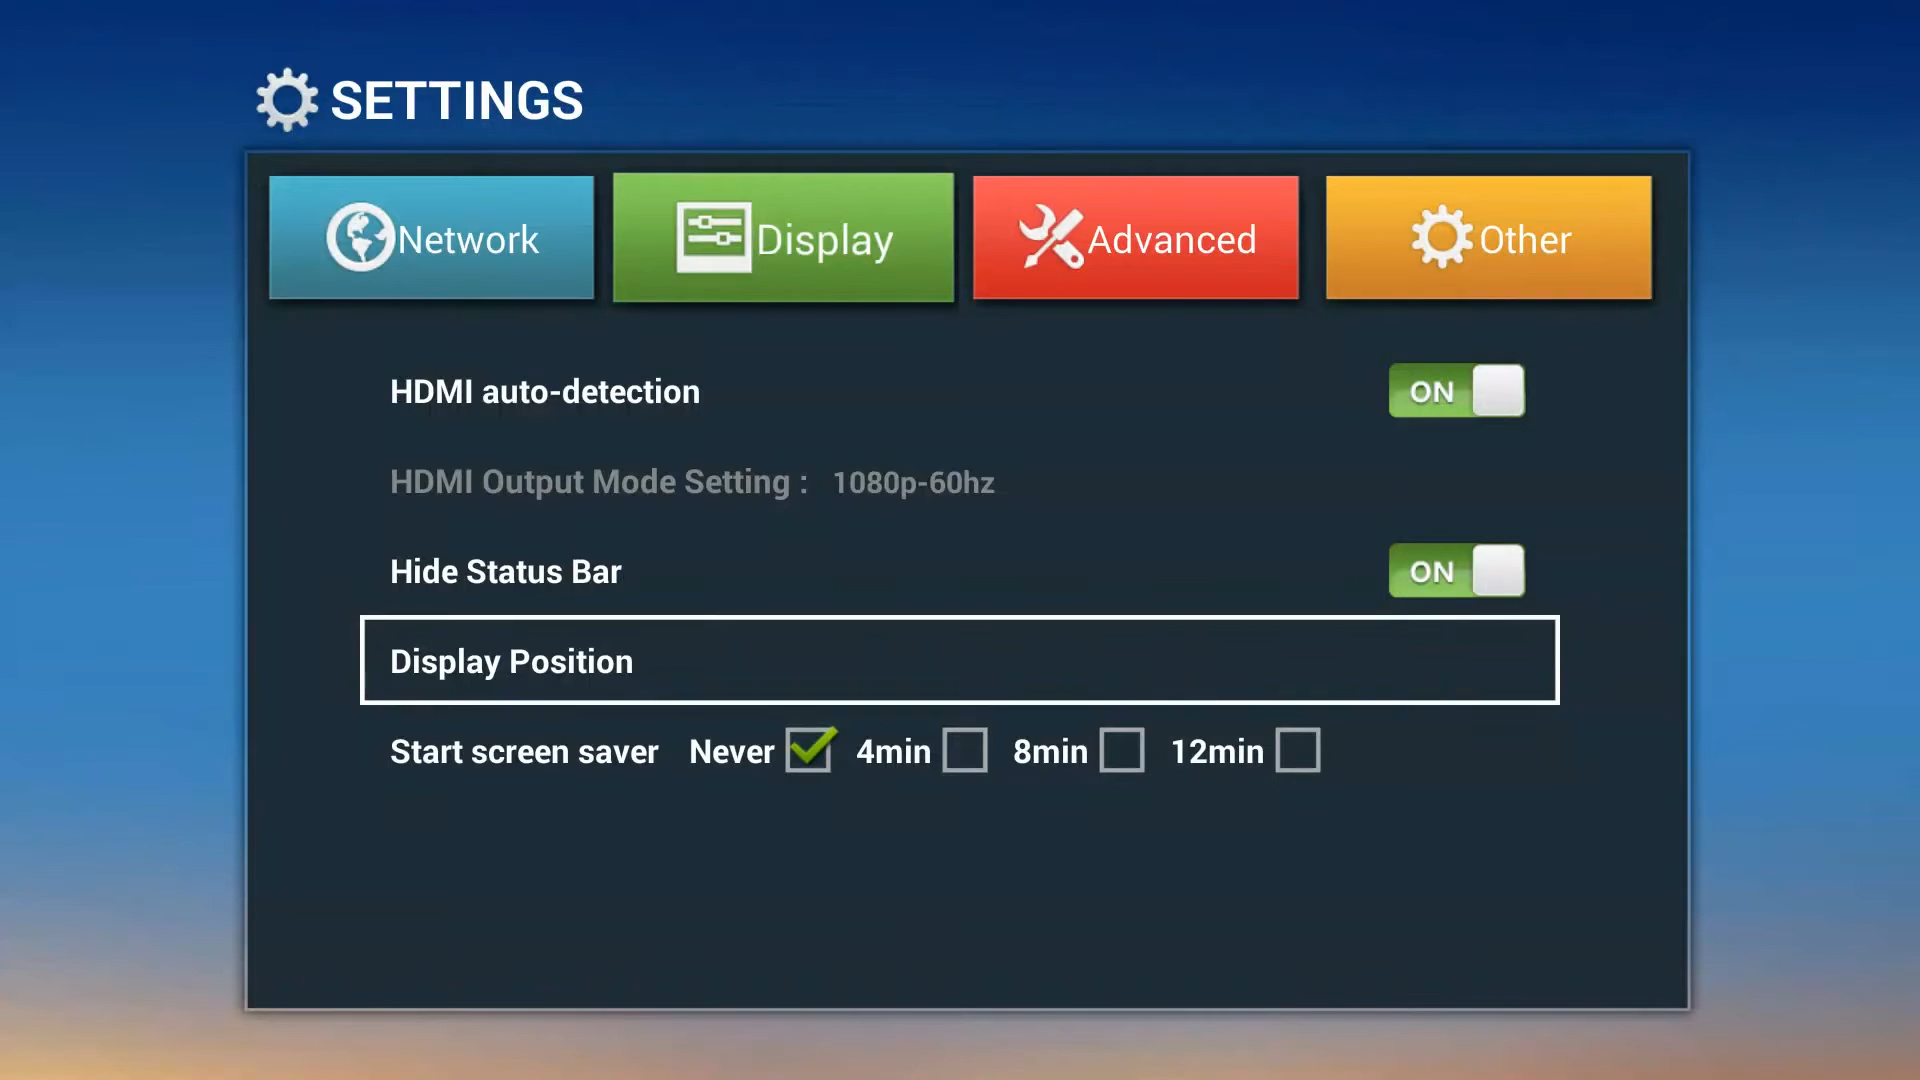 SETTINGS
Network Display Advanced Other
HDMI auto-detection ON
HDMI Output Mode Setting : 1080p-60hz
Hide Status Bar ON
Display Position
Start screen saver Never 4min 8min 12min